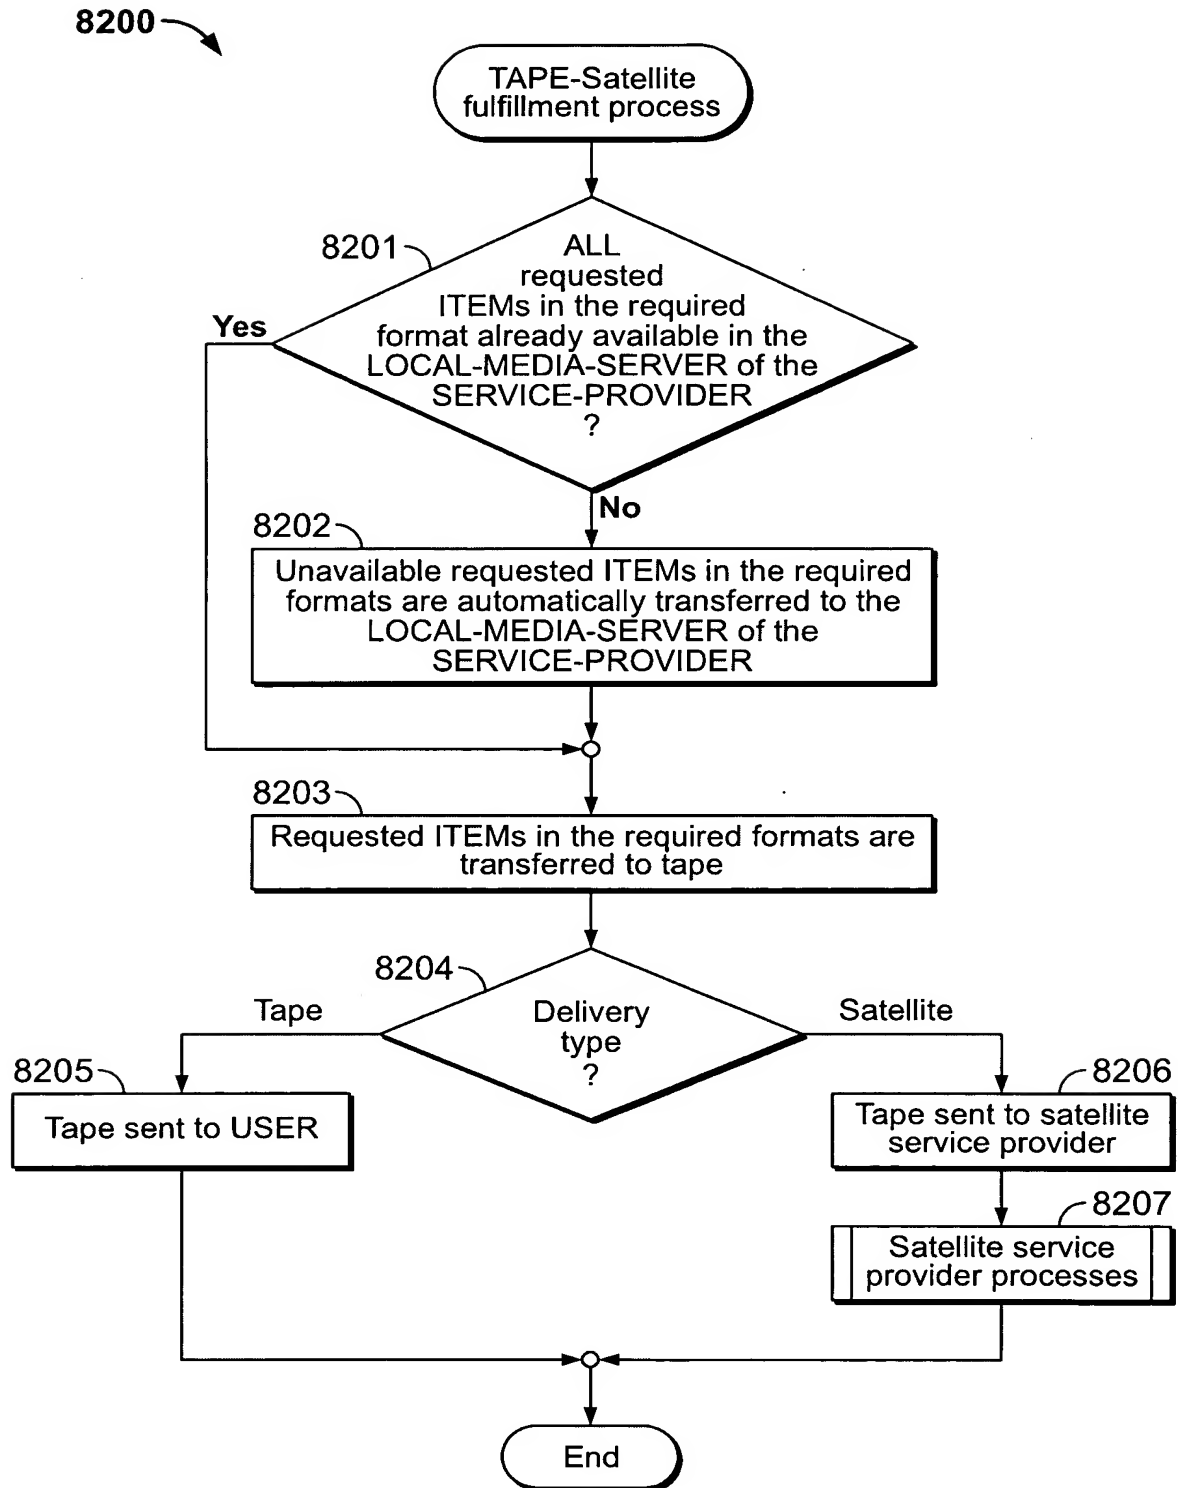 8200
TAPE-Satellite
fulfillment process
8201
ALL
requested
ITEMs in the required
format already available in the
LOCAL-MEDIA-SERVER of the
SERVICE-PROVIDER
?
Yes
No
8202
Unavailable requested ITEMs in the required
formats are automatically transferred to the
LOCAL-MEDIA-SERVER of the
SERVICE-PROVIDER
8203
Requested ITEMs in the required formats are
transferred to tape
8204
Delivery
type
?
Tape
Satellite
8205
Tape sent to USER
8206
Tape sent to satellite
service provider
8207
Satellite service
provider processes
End